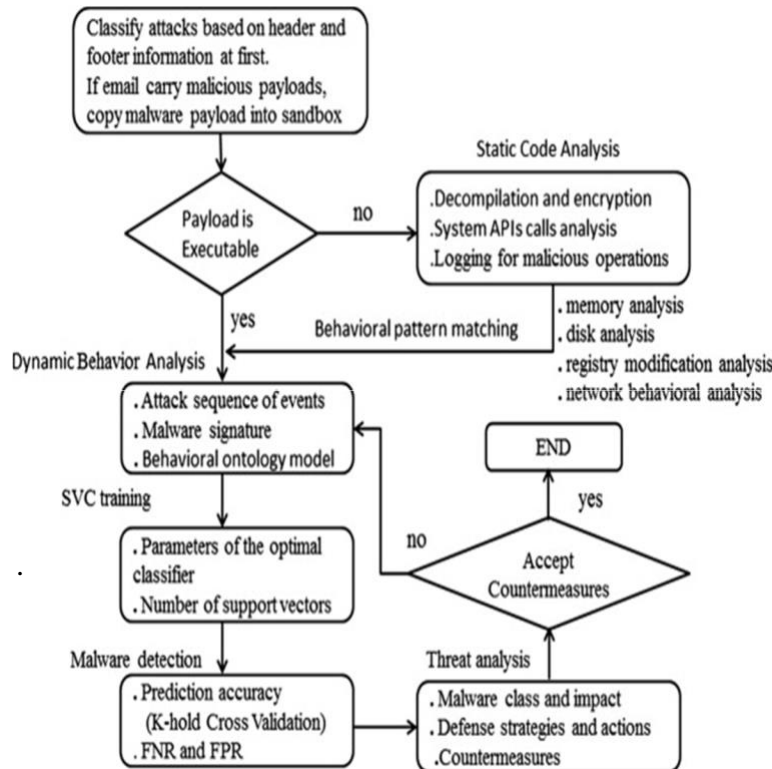 Classify attacks based on header and
footer information at first.
If email carry malicious payloads,
copy malware payload into sandbox
Static Code Analysis
Payload is
Executable
no
.Decompilation and encryption
.System APIs calls analysis
.Logging for malicious operations
yes
Behavioral pattern matching
. memory analysis
. disk analysis
. registry modification analysis
. network behavioral analysis
Dynamic Behavior Analysis
. Attack sequence of events
. Malware signature
. Behavioral ontology model
END
SVC training
yes
no
. Parameters of the optimal
classifier
. Number of support vectors
Accept
Countermeasures
.
Malware detection
Threat analysis
. Prediction accuracy
(K-hold Cross Validation)
. FNR and FPR
. Malware class and impact
. Defense strategies and actions
. Countermeasures